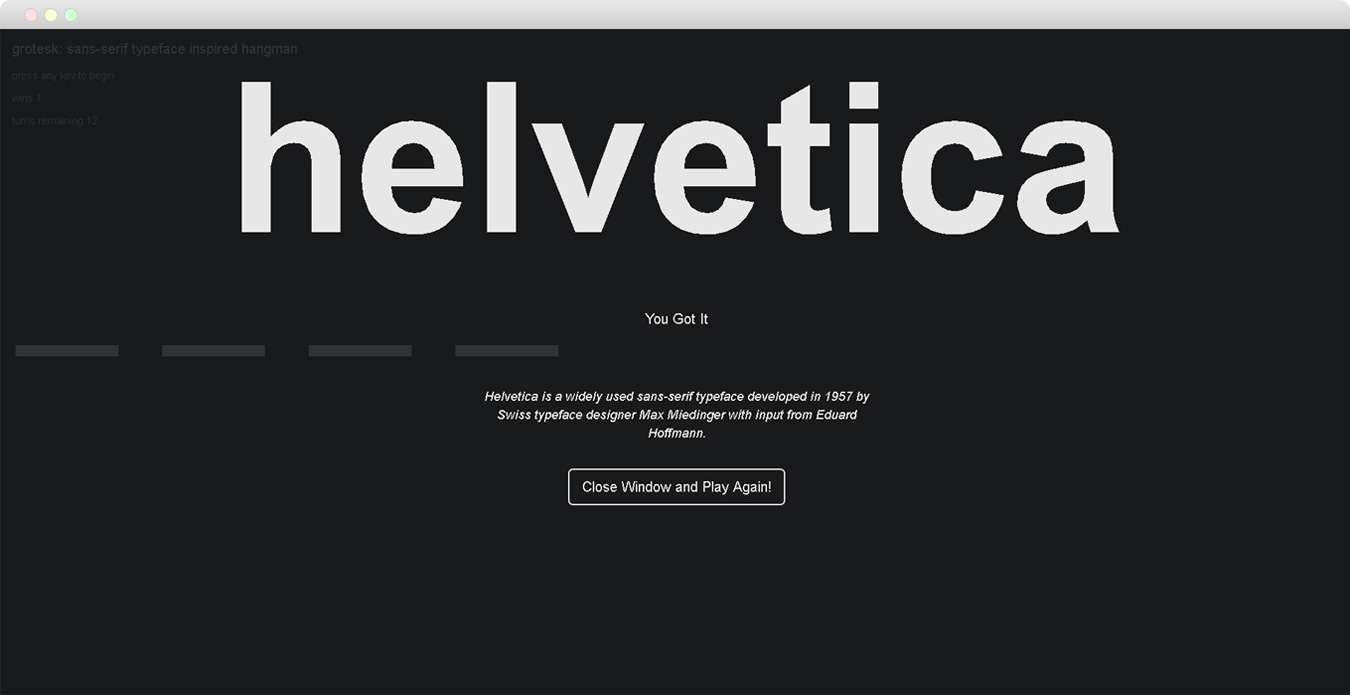 grotesk: sans-serif typeface inspired hangman
press any key to begin
wins 1
turns remaining 12
helvetica
You Got It
Helvetica is a widely used sans-serif typeface developed in 1957 by
Swiss typeface designer Max Miedinger with input from Eduard
Hoffmann.
Close Window and Play Again!